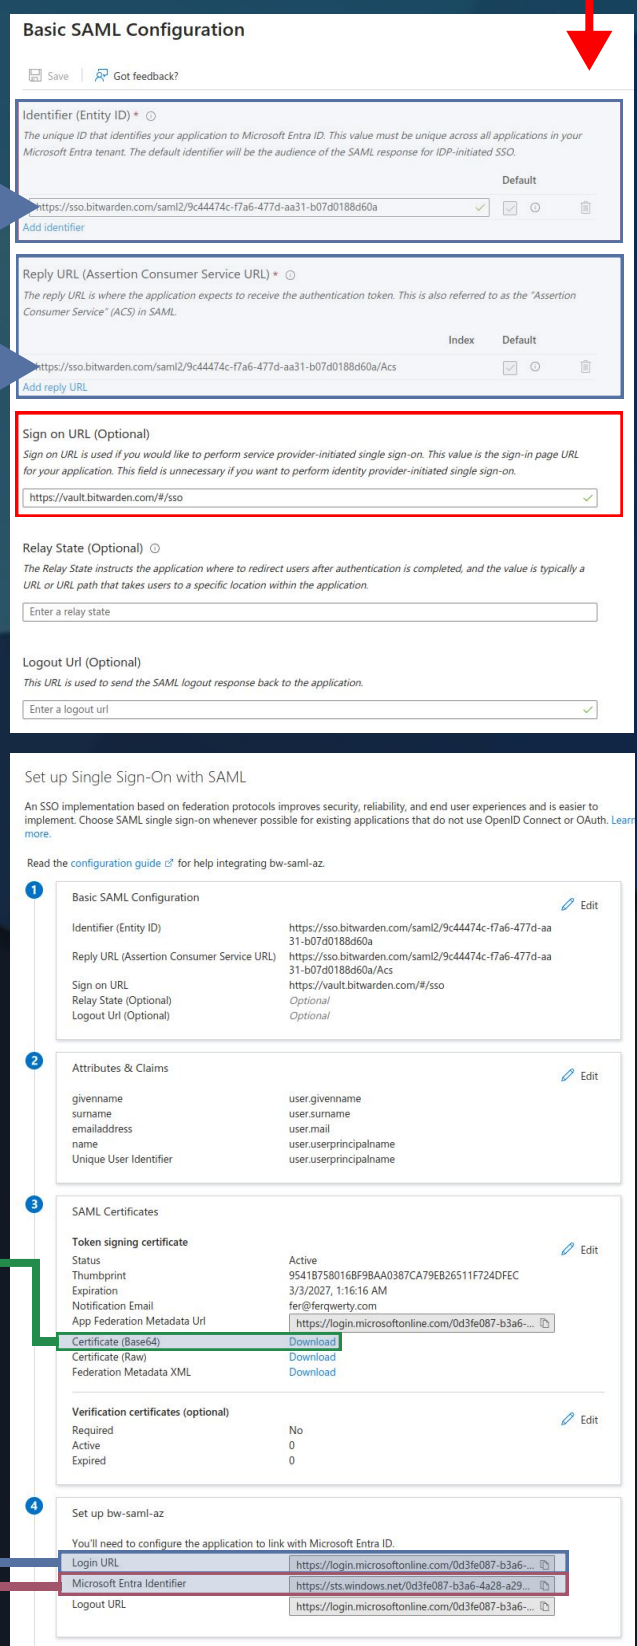 Basic SAML Configuration
Save
Got feedback?
Identifier (Entity ID) *
The unique ID that identifies your application to Microsoft Entra ID. This value must be unique across all applications in your
Microsoft Entra tenant. The default identifier will be the audience of the SAML response for IDP-initiated SSO.
Default
https://sso.bitwarden.com/saml2/9c44474c-f7a6-477d-aa31-b07d0188d60a
Add identifier
Reply URL (Assertion Consumer Service URL) *
The reply URL is where the application expects to receive the authentication token. This is also referred to as the "Assertion
Consumer Service" (ACS) in SAML.
Index Default
https://sso.bitwarden.com/saml2/9c44474c-f7a6-477d-aa31-b07d0188d60a/Acs
Add reply URL
Sign on URL (Optional)
Sign on URL is used if you would like to perform service provider-initiated single sign-on. This value is the sign-in page URL
for your application. This field is unnecessary if you want to perform identity provider-initiated single sign-on.
https://vault.bitwarden.com/#/sso
Relay State (Optional)
The Relay State instructs the application where to redirect users after authentication is completed, and the value is typically a
URL or URL path that takes users to a specific location within the application.
Enter a relay state
Logout Url (Optional)
This URL is used to send the SAML logout response back to the application.
Enter a logout url
Set up Single Sign-On with SAML
An SSO implementation based on federation protocols improves security, reliability, and end user experiences and is easier to
implement. Choose SAML single sign-on whenever possible for existing applications that do not use OpenID Connect or OAuth. Learn
more.
Read the configuration guide for help integrating bw-saml-az.
1
Basic SAML Configuration
Edit
Identifier (Entity ID) https://sso.bitwarden.com/saml2/9c44474c-f7a6-477d-aa
31-b07d0188d60a
Reply URL (Assertion Consumer Service URL) https://sso.bitwarden.com/saml2/9c44474c-f7a6-477d-aa
31-b07d0188d60a/Acs
Sign on URL https://vault.bitwarden.com/#/sso
Relay State (Optional) Optional
Logout Url (Optional) Optional
2
Attributes & Claims
Edit
givenname user.givenname
surname user.surname
emailaddress user.mail
name user.userprincipalname
Unique User Identifier user.userprincipalname
3
SAML Certificates
Token signing certificate
Edit
Status Active
Thumbprint 9541B758016BF9BAA0387CA79EB26511F724DFEC
Expiration 3/3/2027, 1:16:16 AM
Notification Email fer@ferqwerty.com
App Federation Metadata Url https://login.microsoftonline.com/0d3fe087-b3a6-...
Certificate (Base64) Download
Certificate (Raw) Download
Federation Metadata XML Download
Verification certificates (optional)
Edit
Required No
Active 0
Expired 0
4
Set up bw-saml-az
You'll need to configure the application to link with Microsoft Entra ID.
Login URL https://login.microsoftonline.com/0d3fe087-b3a6-...
Microsoft Entra Identifier https://sts.windows.net/0d3fe087-b3a6-4a28-a29...
Logout URL https://login.microsoftonline.com/0d3fe087-b3a6-...